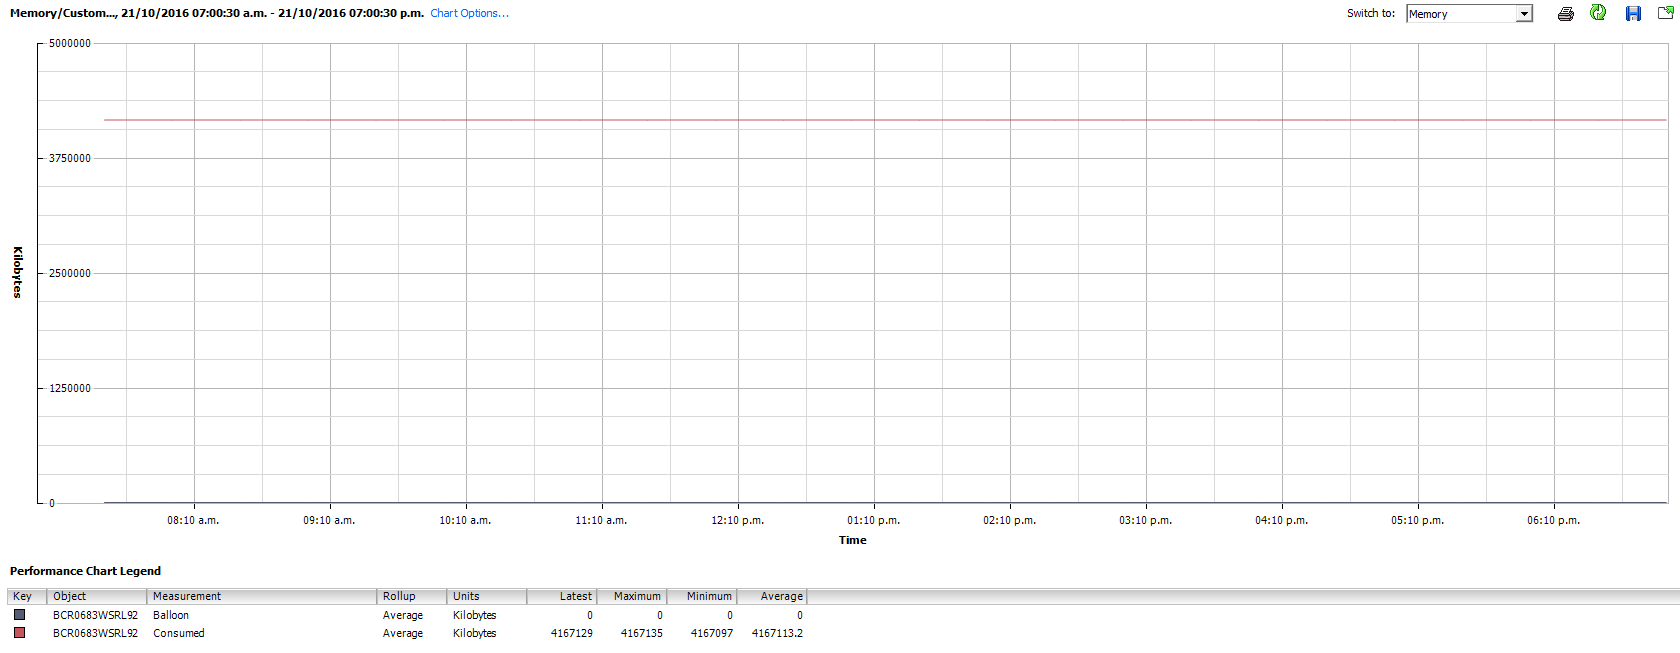 Memory/Custom..., 21/10/2016 07:00:30 a.m. - 21/10/2016 07:00:30 p.m. Chart Options... Switch to: Memory
5000000
3750000
2500000
1250000
0
Kilobytes
08:10 a.m. 09:10 a.m. 10:10 a.m. 11:10 a.m. 12:10 p.m. 01:10 p.m. 02:10 p.m. 03:10 p.m. 04:10 p.m. 05:10 p.m. 06:10 p.m.
Time
Performance Chart Legend
Key Object Measurement Rollup Units Latest Maximum Minimum Average
BCR0683WSRL92 Balloon Average Kilobytes 0 0 0 0
BCR0683WSRL92 Consumed Average Kilobytes 4167129 4167135 4167097 4167113.2